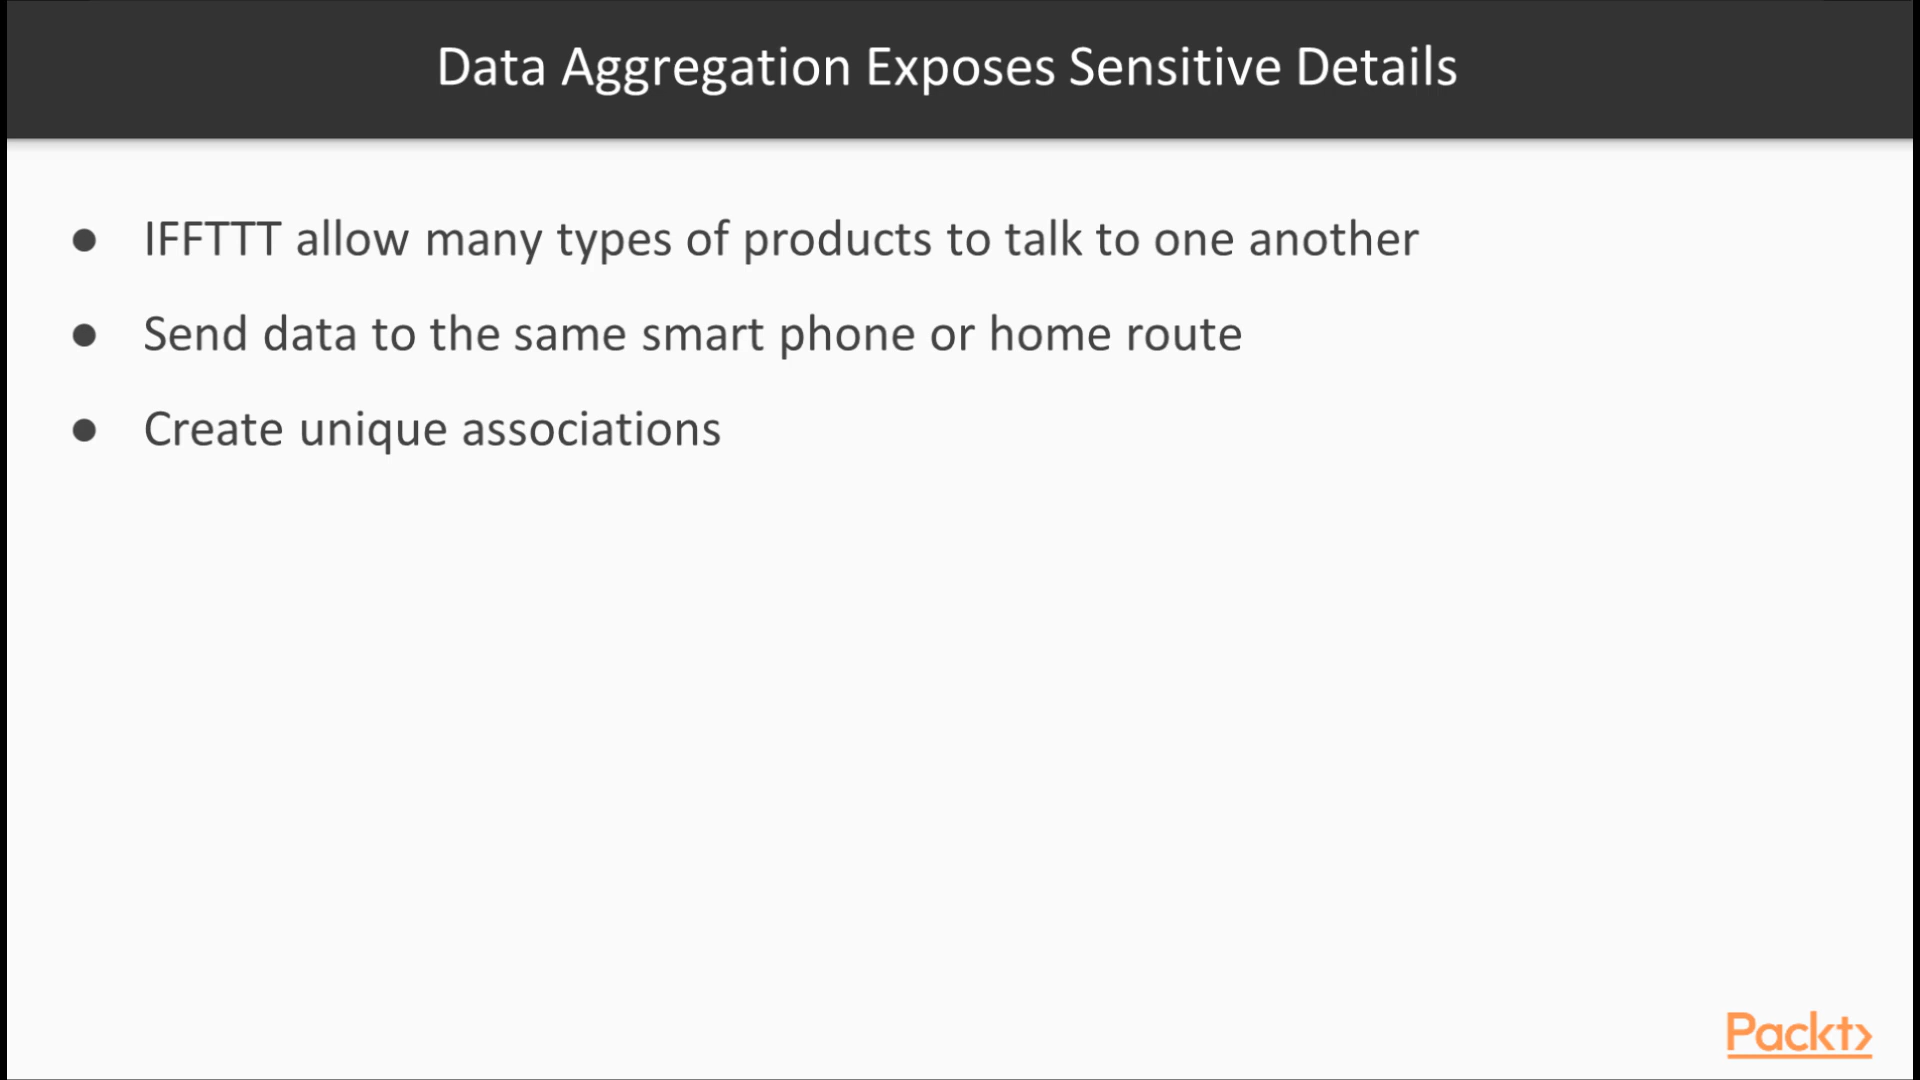 Data Aggregation Exposes Sensitive Details
● IFFTTT allow many types of products to talk to one another
● Send data to the same smart phone or home route
● Create unique associations
Packt>